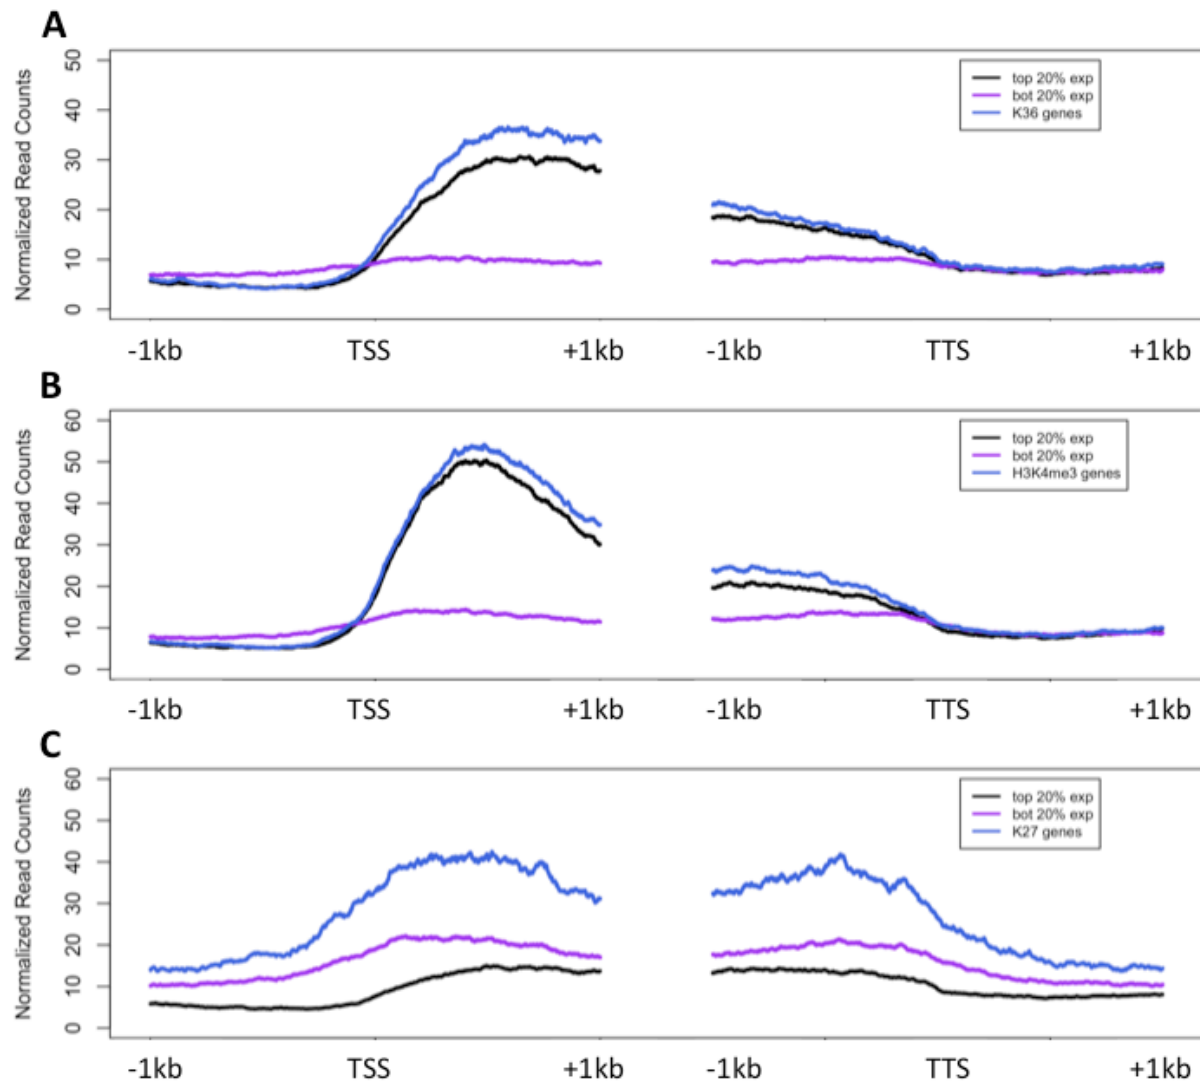 A
Normalized Read Counts
50
40
30
20
10
0
top 20% exp
bot 20% exp
K36 genes
-1kb TSS +1kb -1kb TTS +1kb
B
Normalized Read Counts
60
50
40
30
20
10
0
top 20% exp
bot 20% exp
H3K4me3 genes
-1kb TSS +1kb -1kb TTS +1kb
C
Normalized Read Counts
60
50
40
30
20
10
0
top 20% exp
bot 20% exp
K27 genes
-1kb TSS +1kb -1kb TTS +1kb